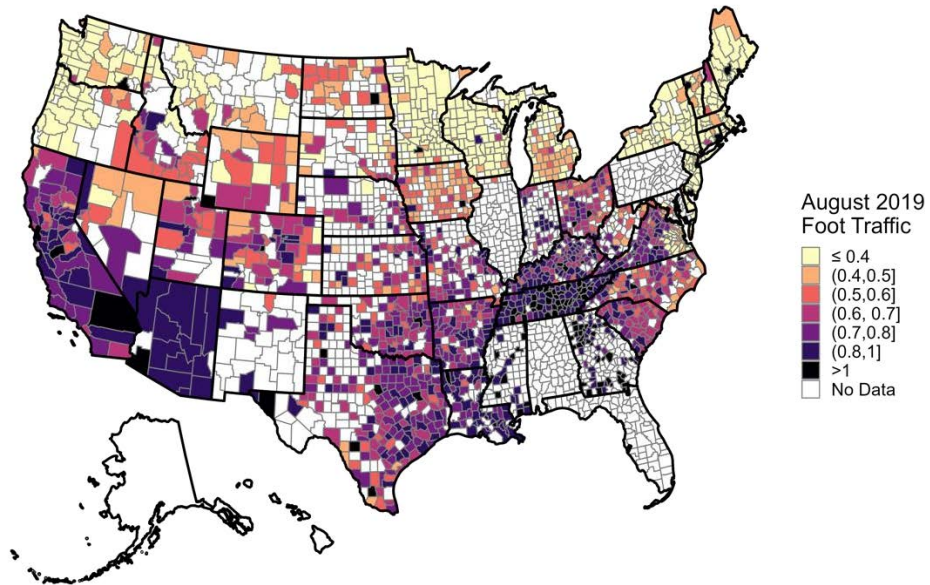 August 2019
Foot Traffic
≤ 0.4
(0.4,0.5]
(0.5,0.6]
(0.6, 0.7]
(0.7,0.8]
(0.8,1]
>1
No Data